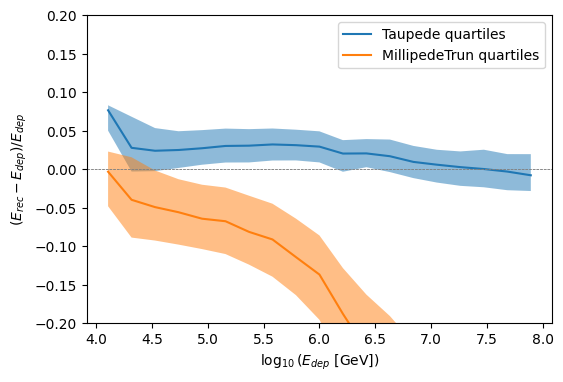 0.20
0.15
0.10
0.05
0.00
−0.05
−0.10
−0.15
−0.20
(E_rec − E_dep)/E_dep
Taupede quartiles
MillipedeTrun quartiles
4.0 4.5 5.0 5.5 6.0 6.5 7.0 7.5 8.0
log₁₀(E_dep [GeV])